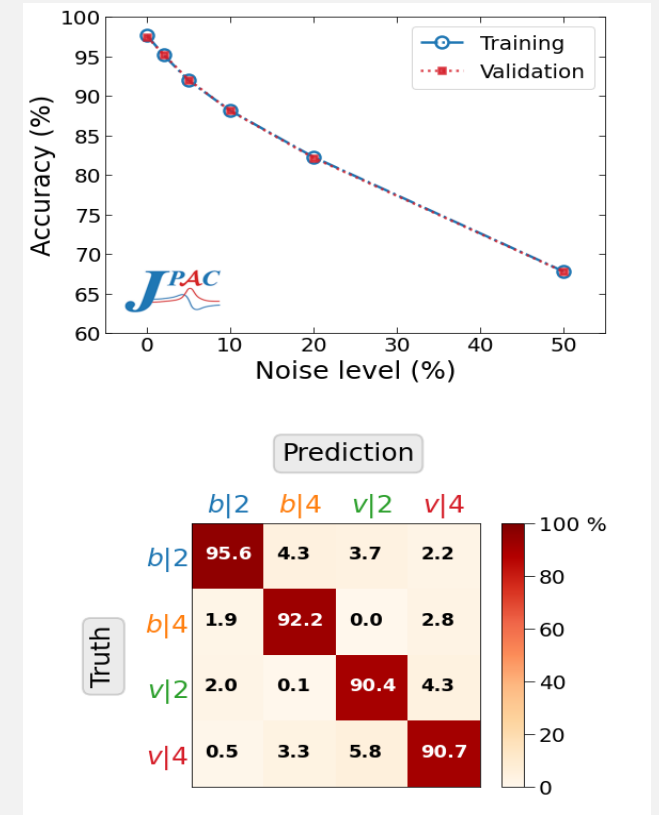 100
95
90
85
80
75
70
65
60
Accuracy (%)
Training
Validation
JPAC
0 10 20 30 40 50
Noise level (%)
Prediction
b|2 b|4 v|2 v|4
Truth
b|2 95.6 4.3 3.7 2.2
b|4 1.9 92.2 0.0 2.8
v|2 2.0 0.1 90.4 4.3
v|4 0.5 3.3 5.8 90.7
100 %
80
60
40
20
0